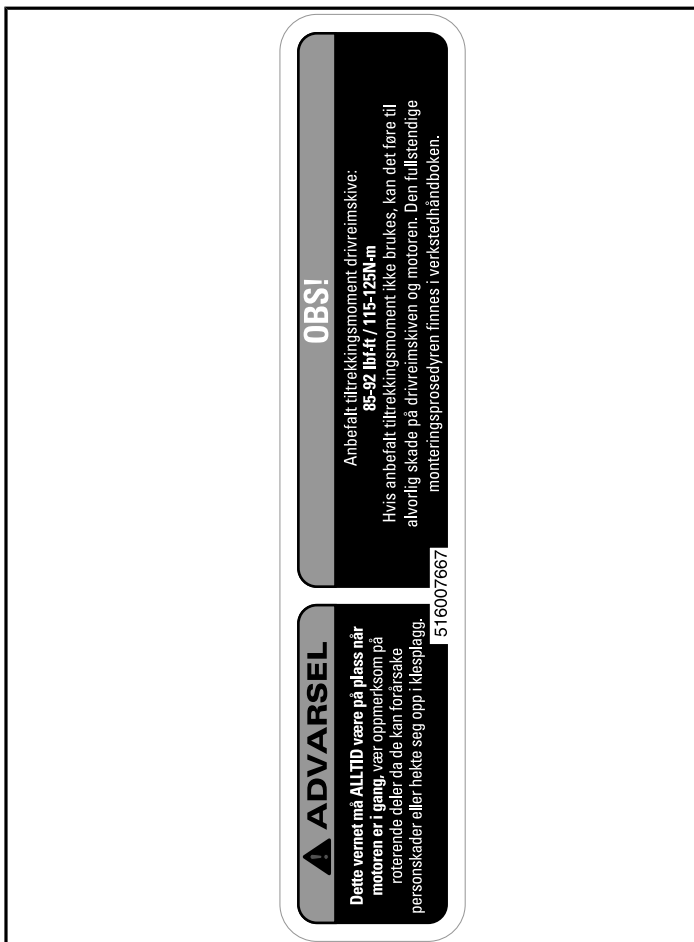 ADVARSEL
Dette vernet må ALLTID være på plass når
motoren er i gang, vær oppmerksom på
roterende deler da de kan forårsake
personskader eller hekte seg opp i klesplagg.
516007667
OBS!
Anbefalt tiltrekkingsmoment drivreimskive:
85-92 lbf-ft / 115-125N-m
Hvis anbefalt tiltrekkingsmoment ikke brukes, kan det føre til
alvorlig skade på drivreimskiven og motoren. Den fullstendige
monteringsprosedyren finnes i verkstedhåndboken.